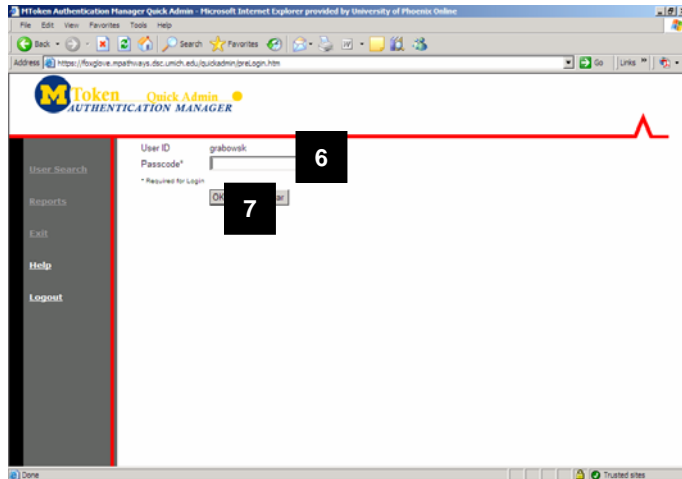 MToken Authentication Manager Quick Admin - Microsoft Internet Explorer provided by University of Phoenix Online
File Edit View Favorites Tools Help
Back Search Favorites
Address https://foxglove.mpathways.dsc.umich.edu/quickadmin/preLogin.htm Go Links »
M Token Quick Admin
AUTHENTICATION MANAGER
User ID grabowsk
Passcode* 6
* Required for Login
OK 7 ar
User Search
Reports
Exit
Help
Logout
Done Trusted sites